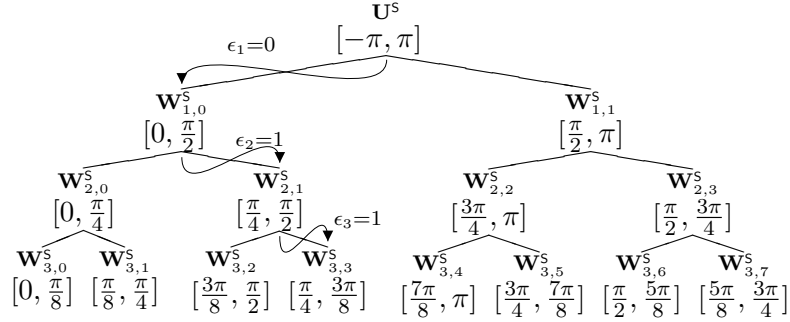 U^S
[−π, π]
ϵ_1=0
W^S_{1,0} W^S_{1,1}
[0, π/2] [π/2, π]
ϵ_2=1
W^S_{2,0} W^S_{2,1} W^S_{2,2} W^S_{2,3}
[0, π/4] [π/4, π/2] [3π/4, π] [π/2, 3π/4]
ϵ_3=1
W^S_{3,0} W^S_{3,1} W^S_{3,2} W^S_{3,3} W^S_{3,4} W^S_{3,5} W^S_{3,6} W^S_{3,7}
[0, π/8] [π/8, π/4] [3π/8, π/2] [π/4, 3π/8] [7π/8, π] [3π/4, 7π/8] [π/2, 5π/8] [5π/8, 3π/4]